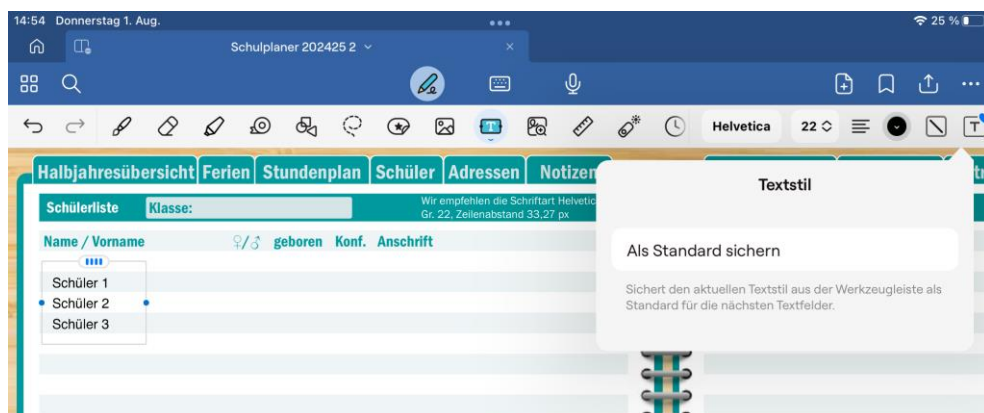 14:54 Donnerstag 1. Aug.
25 %
Schulplaner 202425 2
Helvetica 22
T
Halbjahresübersicht Ferien Stundenplan Schüler Adressen Notizen
Schülerliste Klasse:
Wir empfehlen die Schriftart Helvetic
Gr. 22, Zeilenabstand 33,27 px
Name / Vorname ♀/♂ geboren Konf. Anschrift
Schüler 1
Schüler 2
Schüler 3
Textstil
Als Standard sichern
Sichert den aktuellen Textstil aus der Werkzeugleiste als
Standard für die nächsten Textfelder.